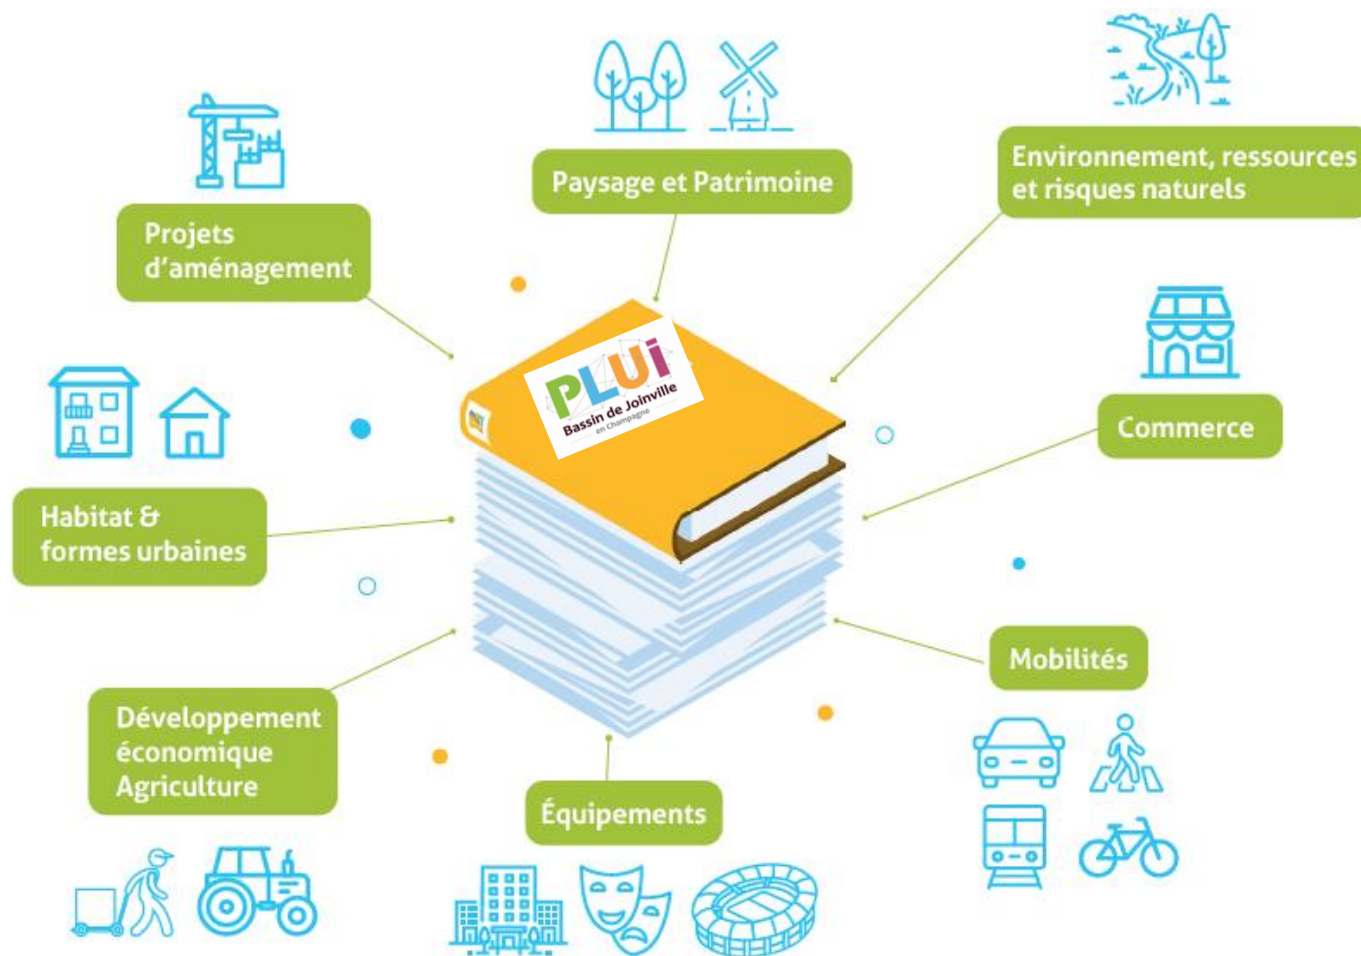 Paysage et Patrimoine
Environnement, ressources
et risques naturels
Projets
d'aménagement
PLUi
Bassin de Joinville
en Champagne
Commerce
Habitat &
formes urbaines
Mobilités
Développement
économique
Agriculture
Équipements